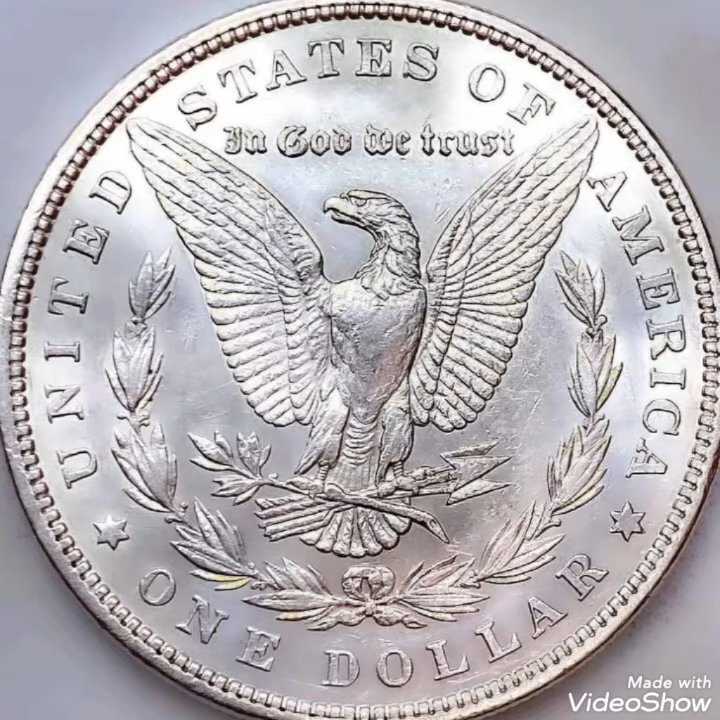 UNITED STATES OF AMERICA
In God we trust
ONE DOLLAR
Made with
VideoShow